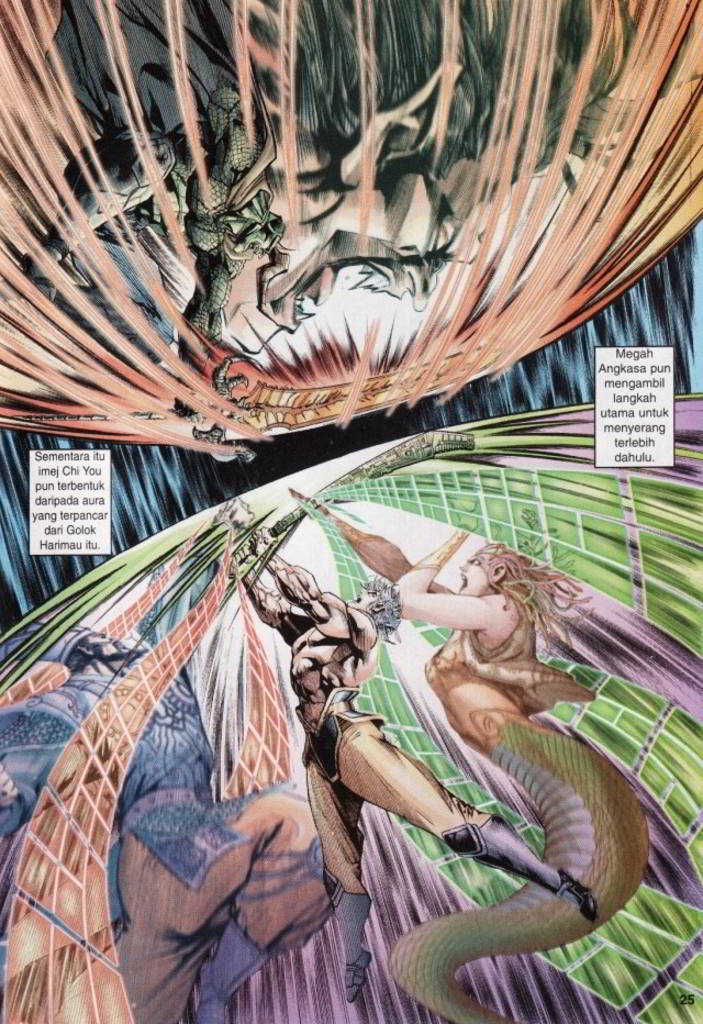 Megah
Angkasa pun
mengambil
langkah
utama untuk
menyerang
terlebih
dahulu.
Sementara itu
imej Chi You
pun terbentuk
daripada aura
yang terpancar
dari Golok
Harimau itu.
25